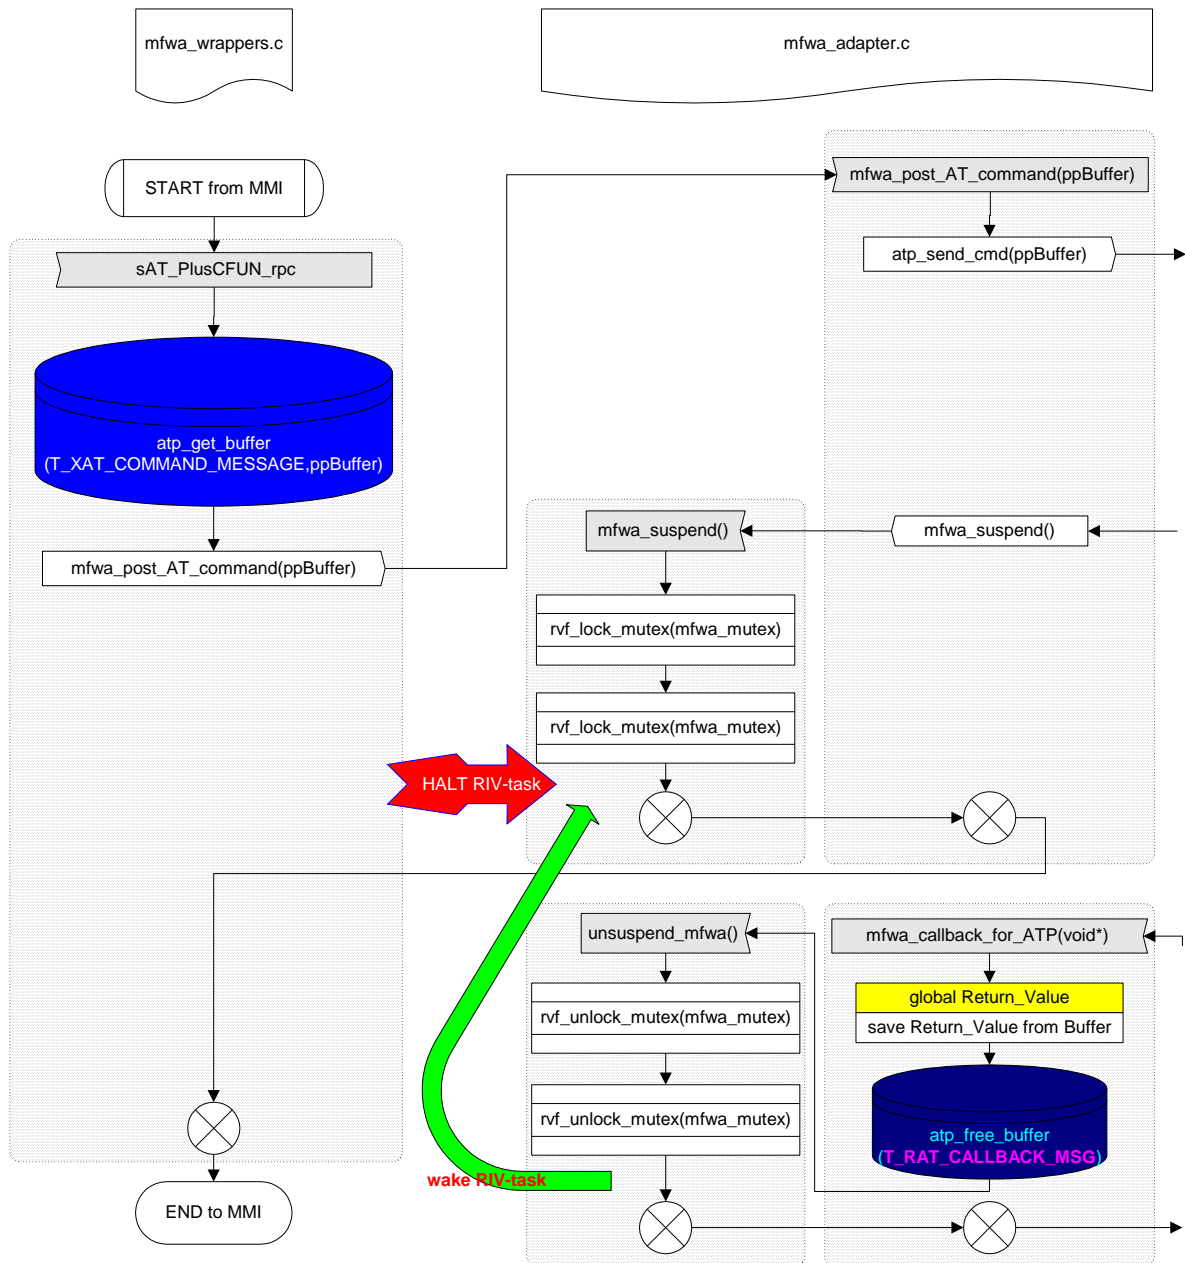 mfwa_wrappers.c
mfwa_adapter.c
START from MMI
mfwa_post_AT_command(ppBuffer)
sAT_PlusCFUN_rpc
atp_send_cmd(ppBuffer)
atp_get_buffer
(T_XAT_COMMAND_MESSAGE,ppBuffer)
mfwa_suspend()
mfwa_suspend()
mfwa_post_AT_command(ppBuffer)
rvf_lock_mutex(mfwa_mutex)
rvf_lock_mutex(mfwa_mutex)
HALT RIV-task
unsuspend_mfwa()
mfwa_callback_for_ATP(void*)
global Return_Value
save Return_Value from Buffer
rvf_unlock_mutex(mfwa_mutex)
rvf_unlock_mutex(mfwa_mutex)
atp_free_buffer
(T_RAT_CALLBACK_MSG)
wake RIV-task
END to MMI